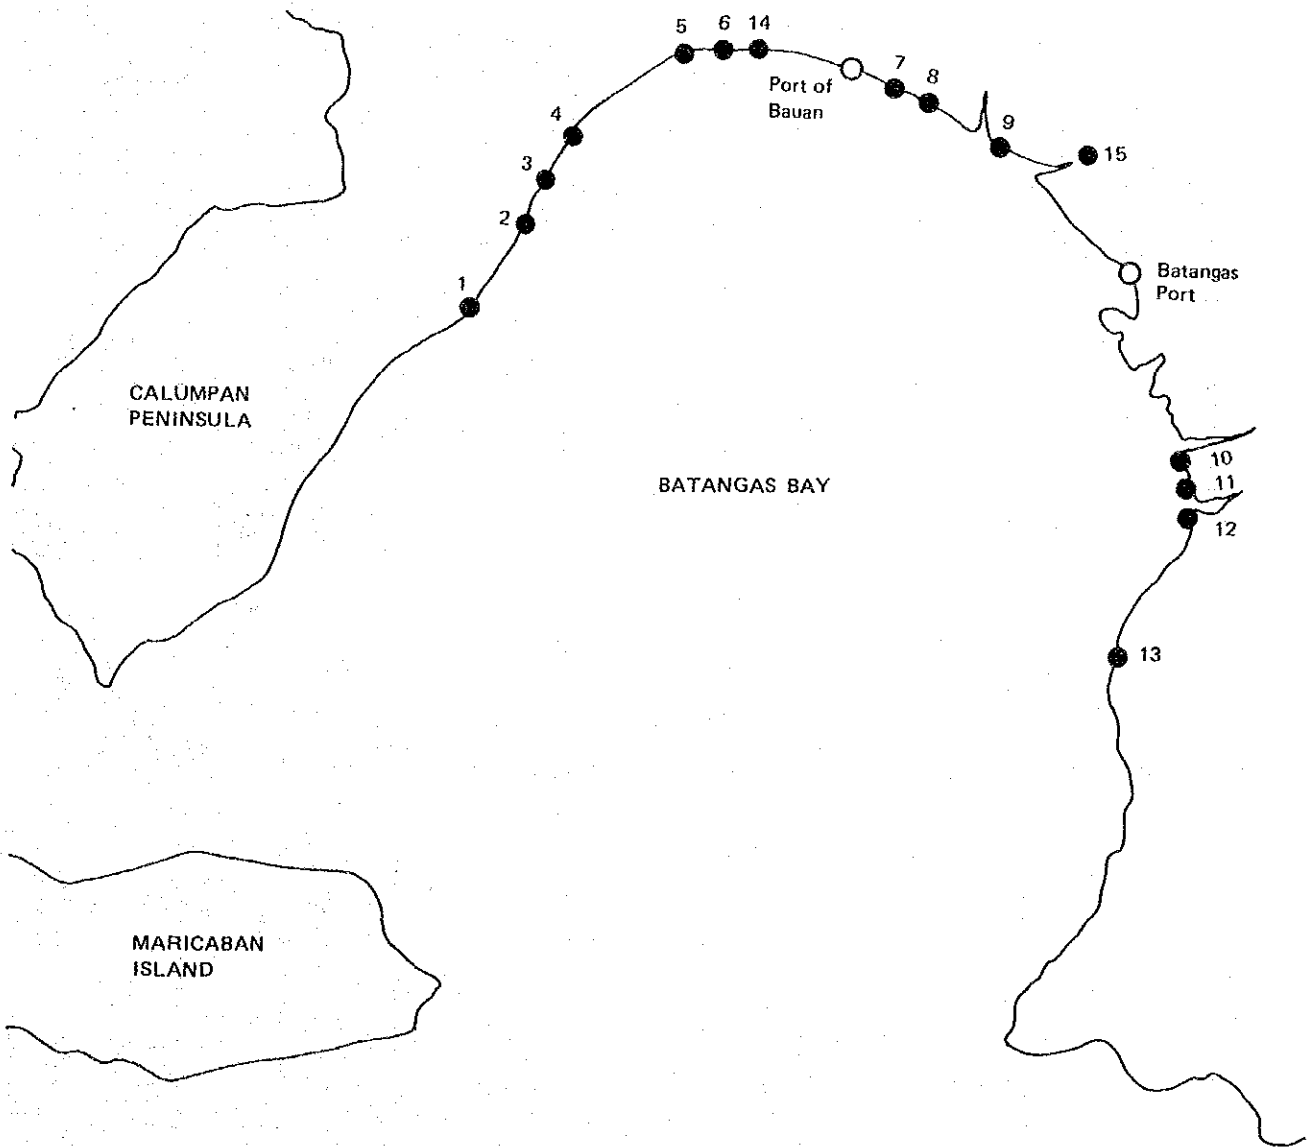 5
6
14
Port of
Bauan
7
8
4
9
15
3
2
Batangas
Port
1
CALUMPAN
PENINSULA
BATANGAS BAY
10
11
12
13
MARICABAN
ISLAND